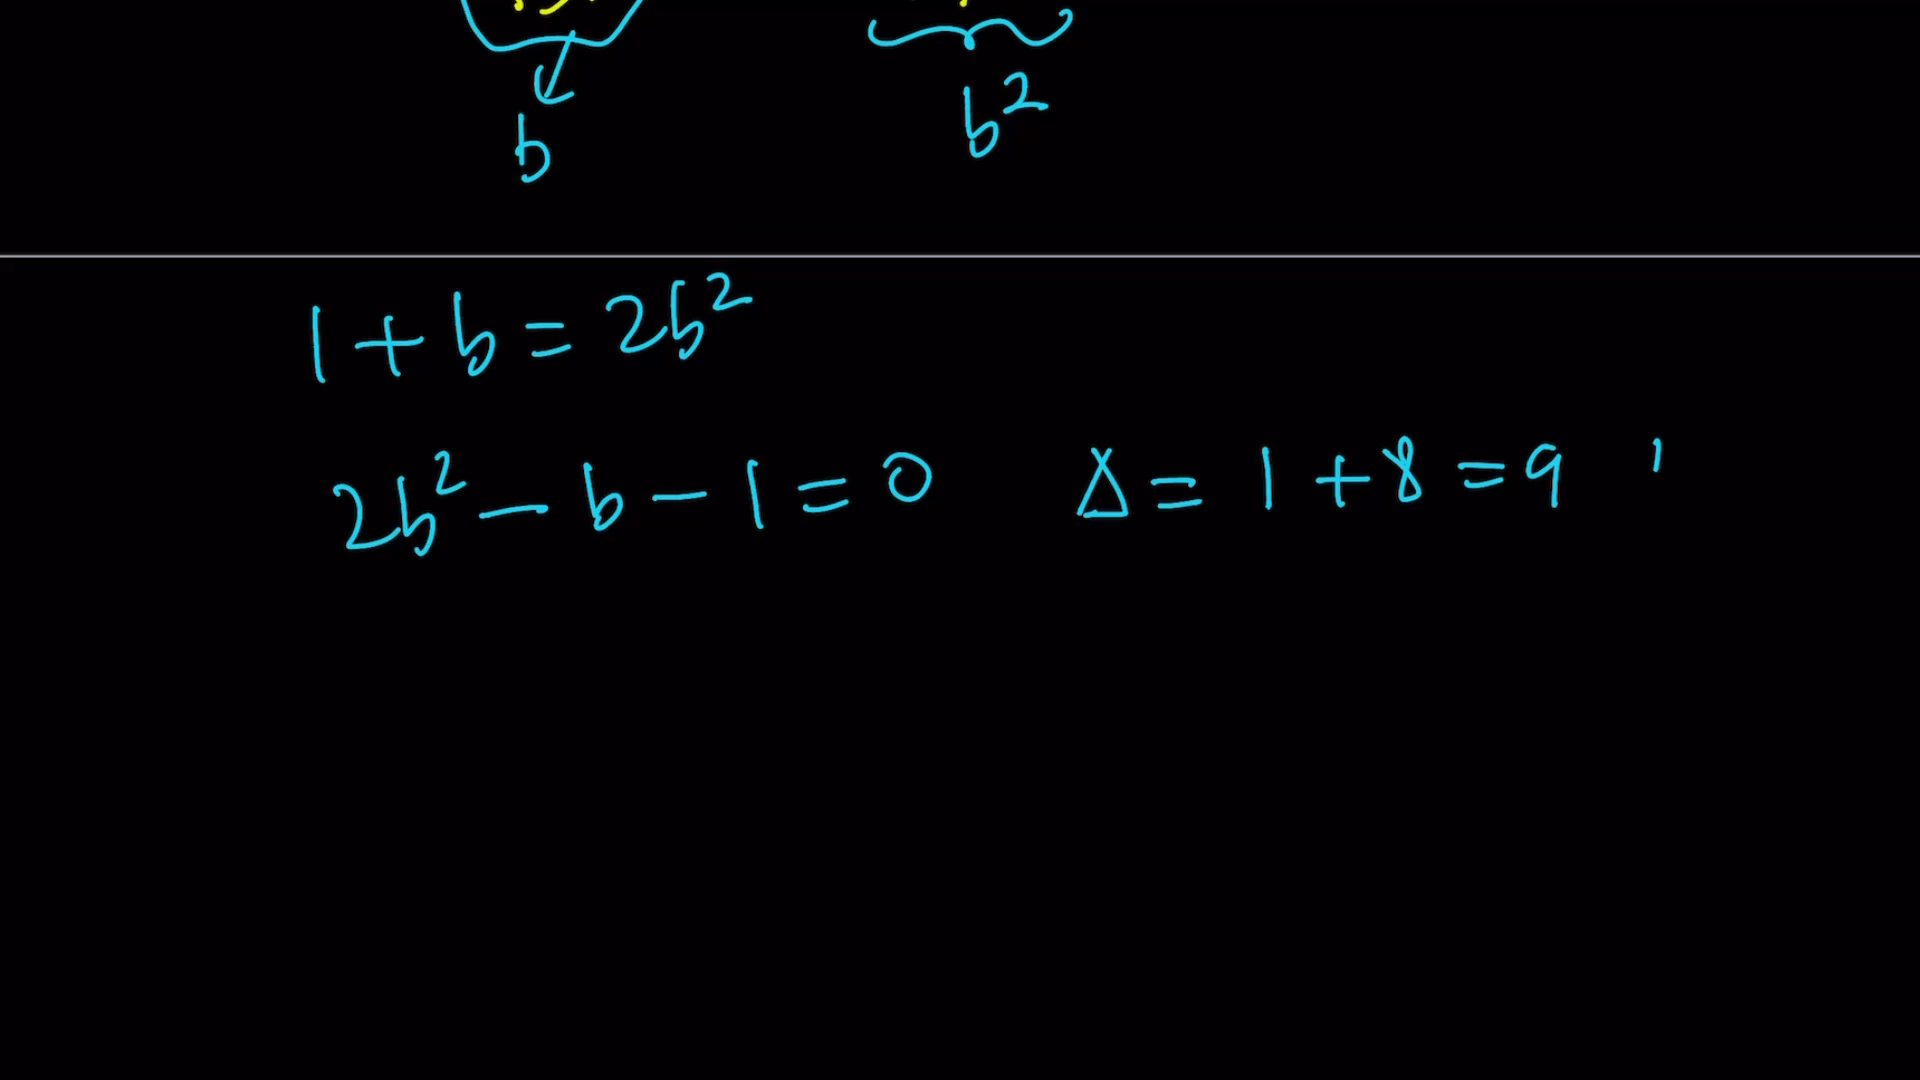 b b²
1 + b = 2b²
2b² - b - 1 = 0 Δ = 1 + 8 = 9